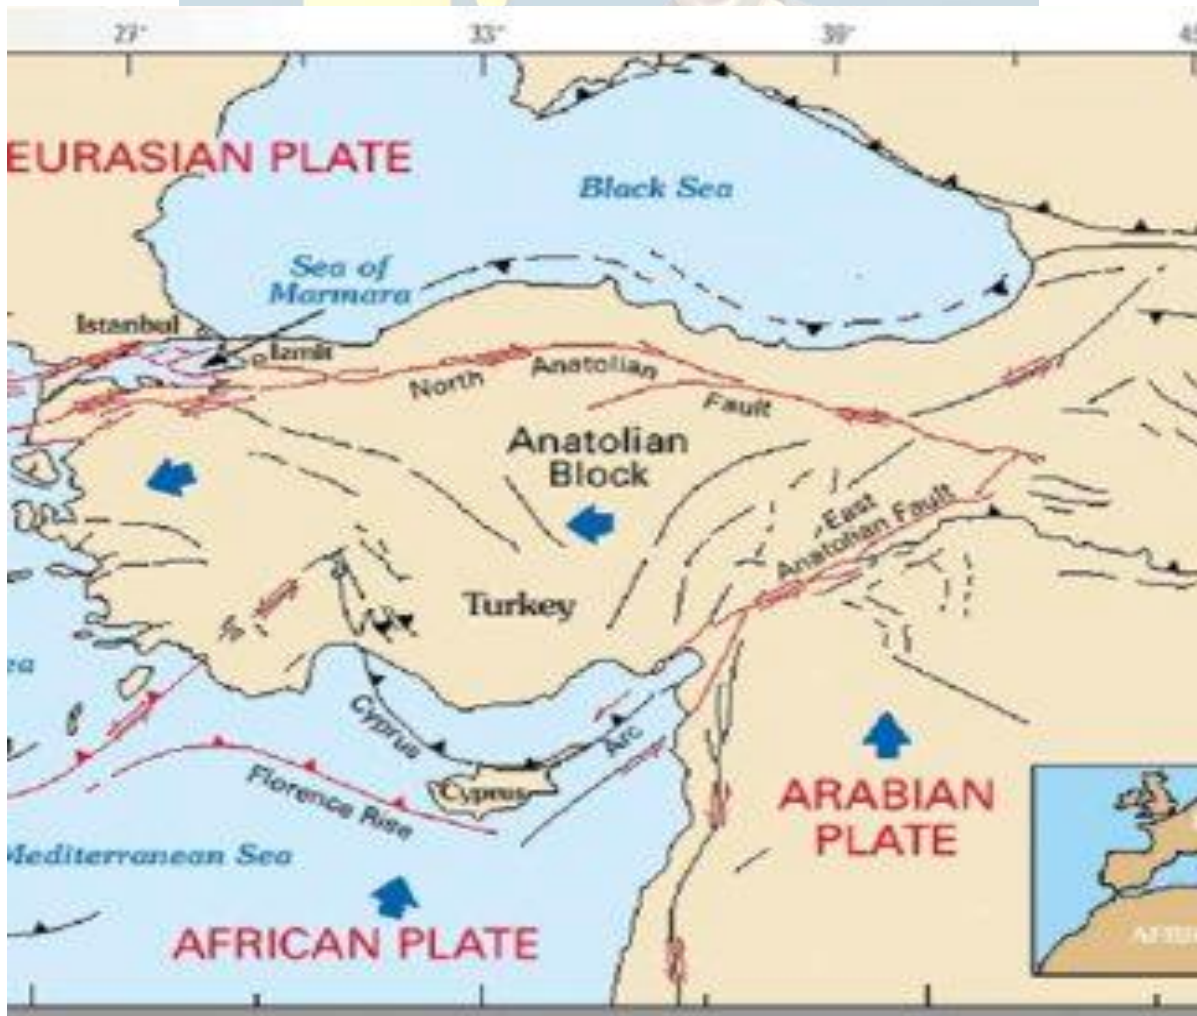 27°
33°
39°
EURASIAN PLATE
Black Sea
Sea of
Marmara
Istanbul
Izmit
North
Anatolian
Fault
Anatolian
Block
East
Anatolian Fault
Turkey
Cyprus
Arc
Cyprus
Florence Rise
ARABIAN
PLATE
Mediterranean Sea
AFRICAN PLATE